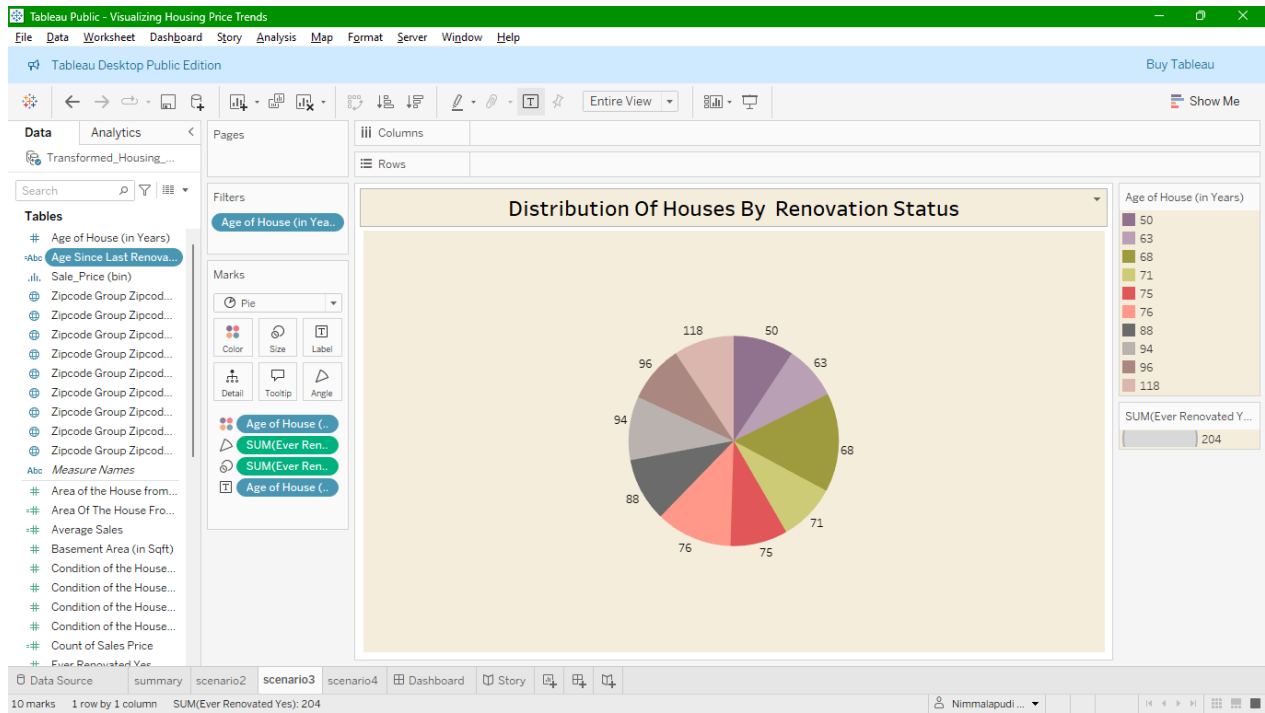 Tableau Public - Visualizing Housing Price Trends
File Data Worksheet Dashboard Story Analysis Map Format Server Window Help
Tableau Desktop Public Edition
Buy Tableau
Entire View
Show Me
Data Analytics
Transformed_Housing_...
Search
Tables
Age of House (in Years)
Abc Age Since Last Renova...
Sale_Price (bin)
Zipcode Group Zipcod...
Zipcode Group Zipcod...
Zipcode Group Zipcod...
Zipcode Group Zipcod...
Zipcode Group Zipcod...
Zipcode Group Zipcod...
Zipcode Group Zipcod...
Zipcode Group Zipcod...
Zipcode Group Zipcod...
Abc Measure Names
Area of the House from...
Area Of The House Fro...
Average Sales
Basement Area (in Sqft)
Condition of the House...
Condition of the House...
Condition of the House...
Condition of the House...
Count of Sales Price
Ever Renovated Yes
Pages
Filters
Age of House (in Yea..
Marks
Pie
Color Size Label
Detail Tooltip Angle
Age of House (..
SUM(Ever Ren..
SUM(Ever Ren..
Age of House (..
Columns
Rows
Distribution Of Houses By Renovation Status
118 50
96 63
94 68
88 71
76 75
Age of House (in Years)
50
63
68
71
75
76
88
94
96
118
SUM(Ever Renovated Y...
204
Data Source summary scenario2 scenario3 scenario4 Dashboard Story
10 marks 1 row by 1 column SUM(Ever Renovated Yes): 204
Nimmalapudi ...